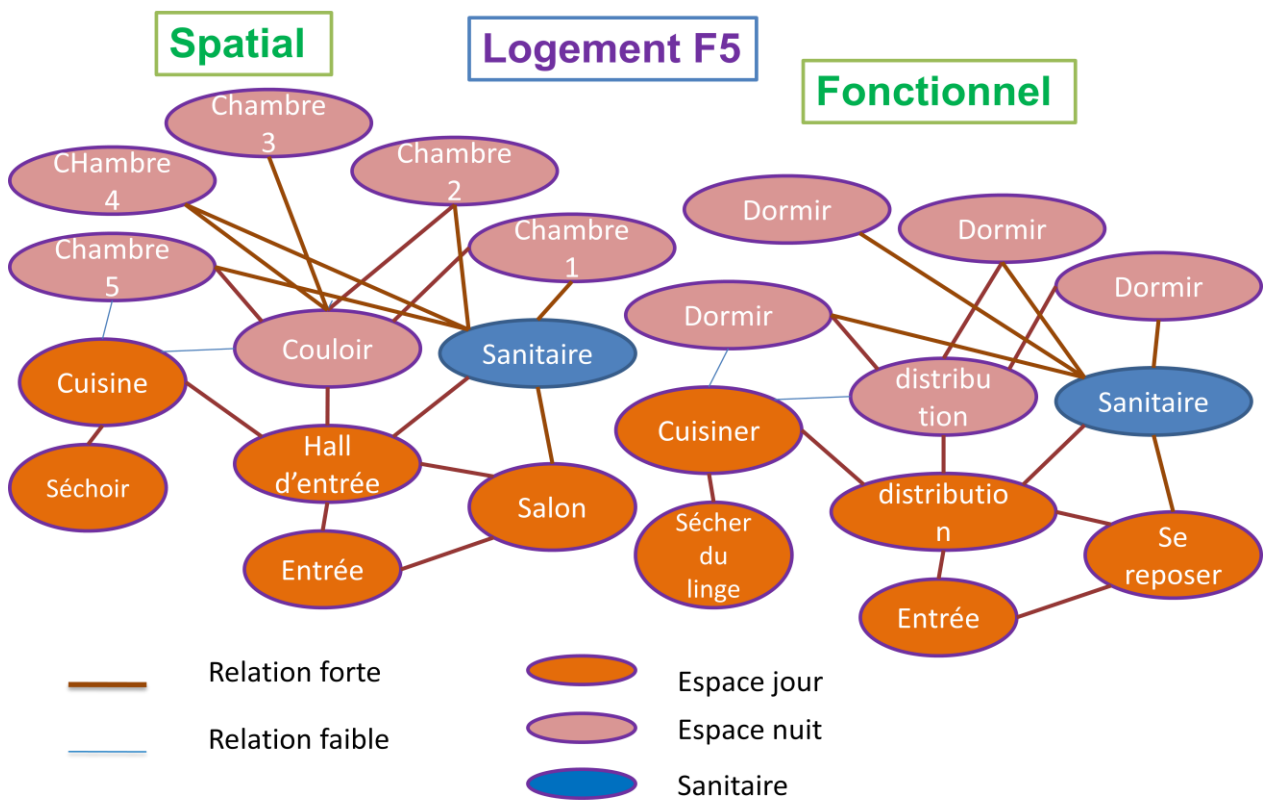 Spatial
Logement F5
Fonctionnel
Chambre
3
CHambre
4
Chambre
2
Chambre
1
Chambre
5
Couloir
Sanitaire
Cuisine
Hall
d’entrée
Séchoir
Salon
Entrée
Dormir
Dormir
Dormir
Dormir
distribu
tion
Sanitaire
Cuisiner
distributio
n
Sécher
du
linge
Se
reposer
Entrée
Relation forte
Relation faible
Espace jour
Espace nuit
Sanitaire